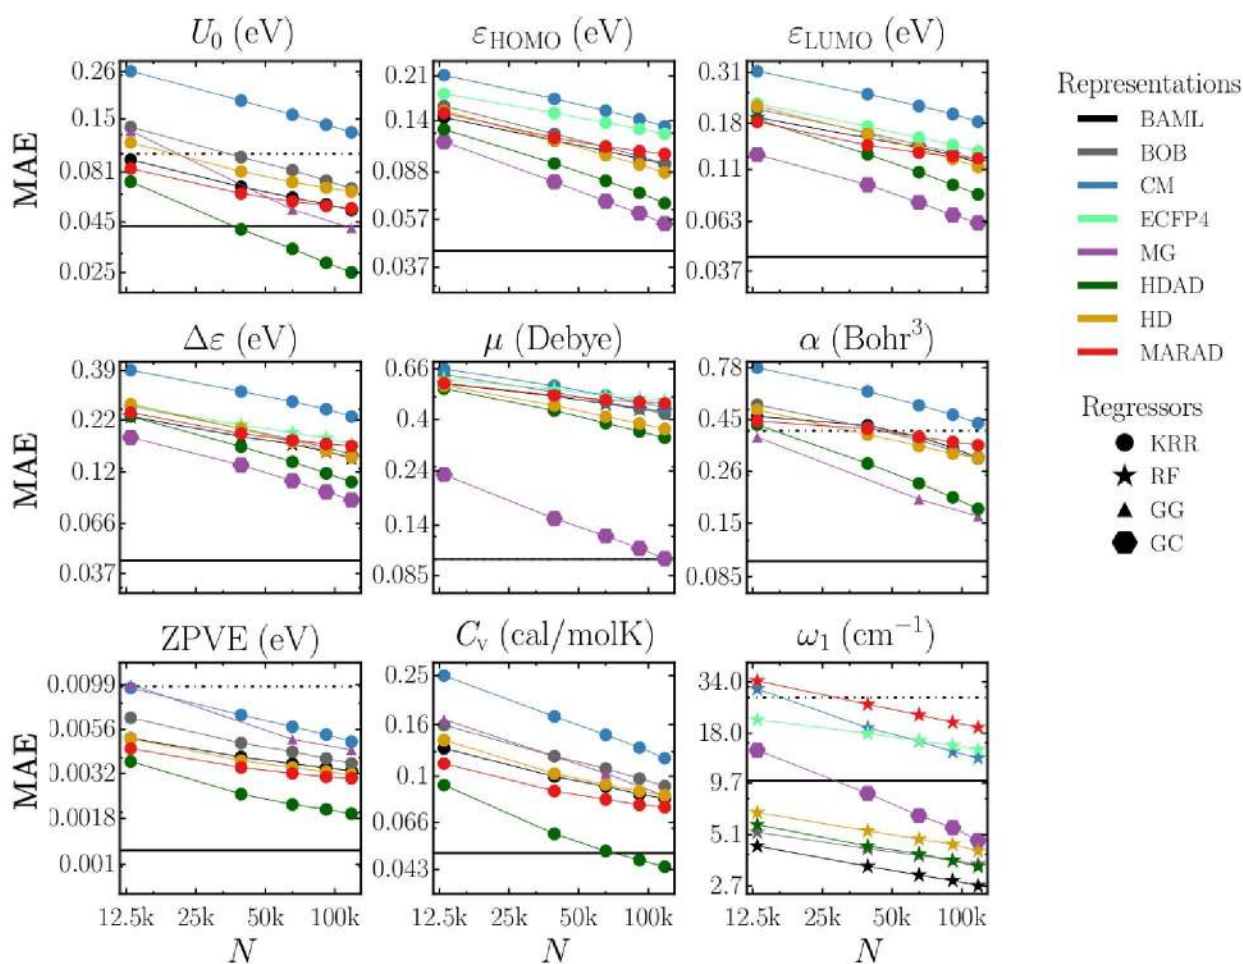 U₀ (eV)
ε_HOMO (eV)
ε_LUMO (eV)
MAE
0.26
0.15
0.081
0.045
0.025
0.21
0.14
0.088
0.057
0.037
0.31
0.18
0.11
0.063
0.037
Representations
BAML
BOB
CM
ECFP4
MG
HDAD
HD
MARAD
Regressors
KRR
RF
GG
GC
Δε (eV)
μ (Debye)
α (Bohr³)
MAE
0.39
0.22
0.12
0.066
0.037
0.66
0.4
0.24
0.14
0.085
0.78
0.45
0.26
0.15
0.085
ZPVE (eV)
C_v (cal/molK)
ω₁ (cm⁻¹)
MAE
0.0099
0.0056
0.0032
0.0018
0.001
0.25
0.16
0.1
0.066
0.043
34.0
18.0
9.7
5.1
2.7
12.5k 25k 50k 100k
12.5k 25k 50k 100k
12.5k 25k 50k 100k
N
N
N